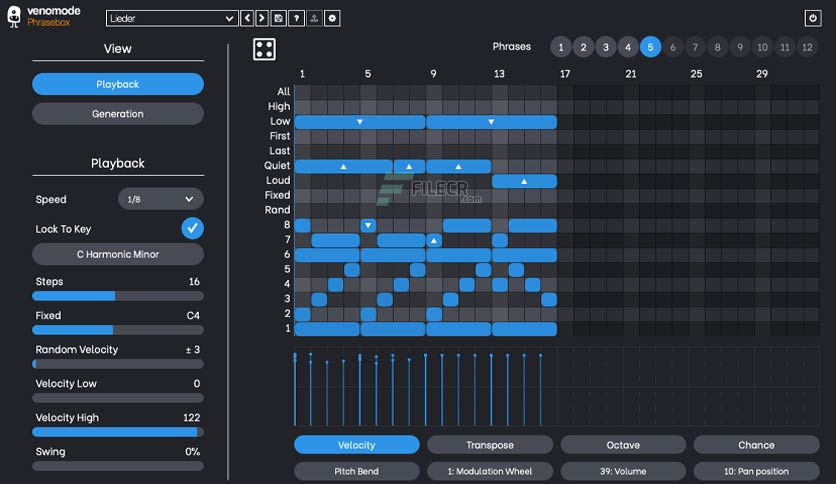 venomode
Phrasebox
Lieder
?
View
Playback
Generation
Playback
Speed 1/8
Lock To Key
C Harmonic Minor
Steps 16
Fixed C4
Random Velocity ± 3
Velocity Low 0
Velocity High 122
Swing 0%
Phrases 1 2 3 4 5 6 7 8 9 10 11 12
1 5 9 13 17 21 25 29
All
High
Low
First
Last
Quiet
Loud
Fixed
Rand
8
7
6
5
4
3
2
1
FILECR
.com
Velocity Transpose Octave Chance
Pitch Bend 1: Modulation Wheel 39: Volume 10: Pan position